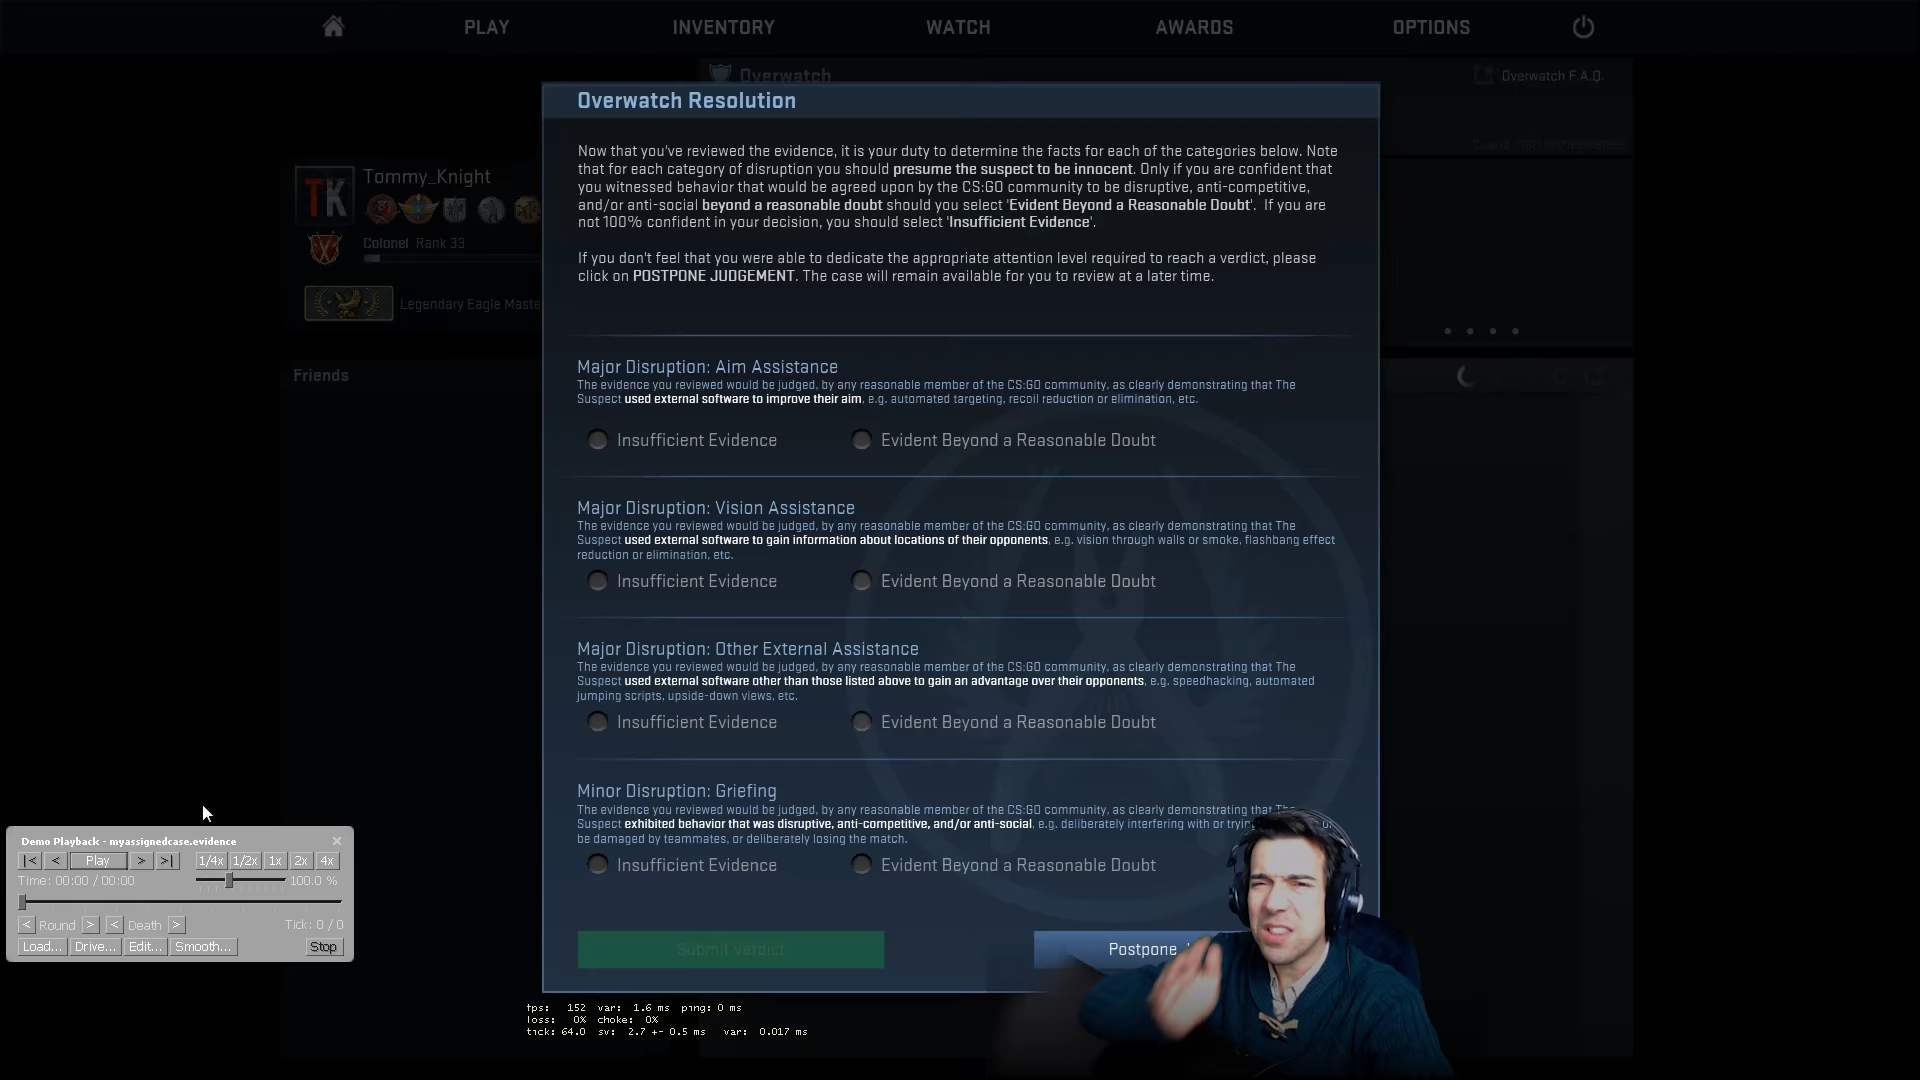 PLAY
INVENTORY
WATCH
AWARDS
OPTIONS
Overwatch
Overwatch F.A.Q.
Overwatch Resolution
Now that you've reviewed the evidence, it is your duty to determine the facts for each of the categories below. Note
that for each category of disruption you should presume the suspect to be innocent. Only if you are confident that
you witnessed behavior that would be agreed upon by the CS:GO community to be disruptive, anti-competitive,
and/or anti-social beyond a reasonable doubt should you select 'Evident Beyond a Reasonable Doubt'. If you are
not 100% confident in your decision, you should select 'Insufficient Evidence'.
If you don't feel that you were able to dedicate the appropriate attention level required to reach a verdict, please
click on POSTPONE JUDGEMENT. The case will remain available for you to review at a later time.
TK
Tommy_Knight
Colonel Rank 33
Legendary Eagle Maste
Friends
Major Disruption: Aim Assistance
The evidence you reviewed would be judged, by any reasonable member of the CS:GO community, as clearly demonstrating that The
Suspect used external software to improve their aim, e.g. automated targeting, recoil reduction or elimination, etc.
Insufficient Evidence
Evident Beyond a Reasonable Doubt
Major Disruption: Vision Assistance
The evidence you reviewed would be judged, by any reasonable member of the CS:GO community, as clearly demonstrating that The
Suspect used external software to gain information about locations of their opponents, e.g. vision through walls or smoke, flashbang effect
reduction or elimination, etc.
Insufficient Evidence
Evident Beyond a Reasonable Doubt
Major Disruption: Other External Assistance
The evidence you reviewed would be judged, by any reasonable member of the CS:GO community, as clearly demonstrating that The
Suspect used external software other than those listed above to gain an advantage over their opponents, e.g. speedhacking, automated
jumping scripts, upside-down views, etc.
Insufficient Evidence
Evident Beyond a Reasonable Doubt
Minor Disruption: Griefing
The evidence you reviewed would be judged, by any reasonable member of the CS:GO community, as clearly demonstrating that The
Suspect exhibited behavior that was disruptive, anti-competitive, and/or anti-social, e.g. deliberately interfering with or trying
be damaged by teammates, or deliberately losing the match.
Insufficient Evidence
Evident Beyond a Reasonable Doubt
Submit Verdict
Postpone
Demo Playback - myassignedcase.evidence
|< < Play > >| 1/4x 1/2x 1x 2x 4x
Time: 00:00 / 00:00 100.0 %
< Round > < Death > Tick: 0 / 0
Load... Drive... Edit... Smooth... Stop
fps: 152 var: 1.6 ms ping: 0 ms
loss: 0% choke: 0%
tick: 64.0 sv: 2.7 +- 0.5 ms var: 0.017 ms